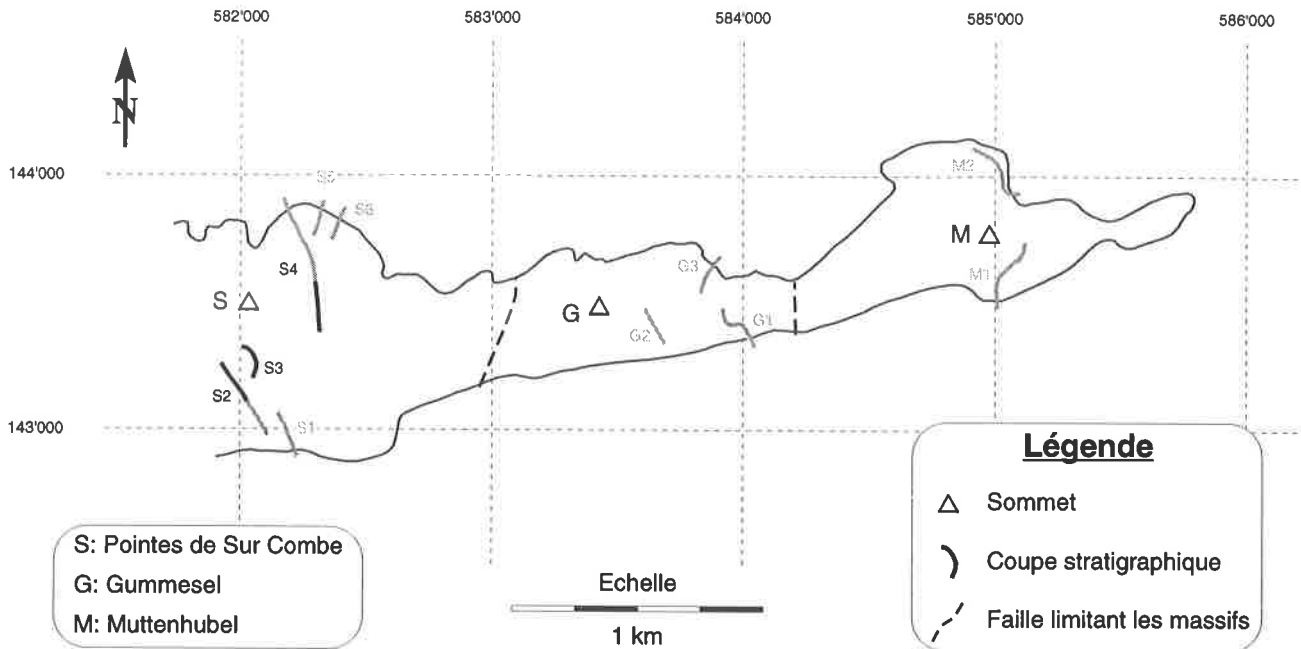 582'000 583'000 584'000 585'000 586'000
N
144'000
S5
S6
M2
S4
M
G3
M1
S
G
G2
G1
S3
S2
S1
143'000
S: Pointes de Sur Combe
G: Gummesel
M: Muttenhubel
Echelle
1 km
Légende
Sommet
Coupe stratigraphique
Faille limitant les massifs